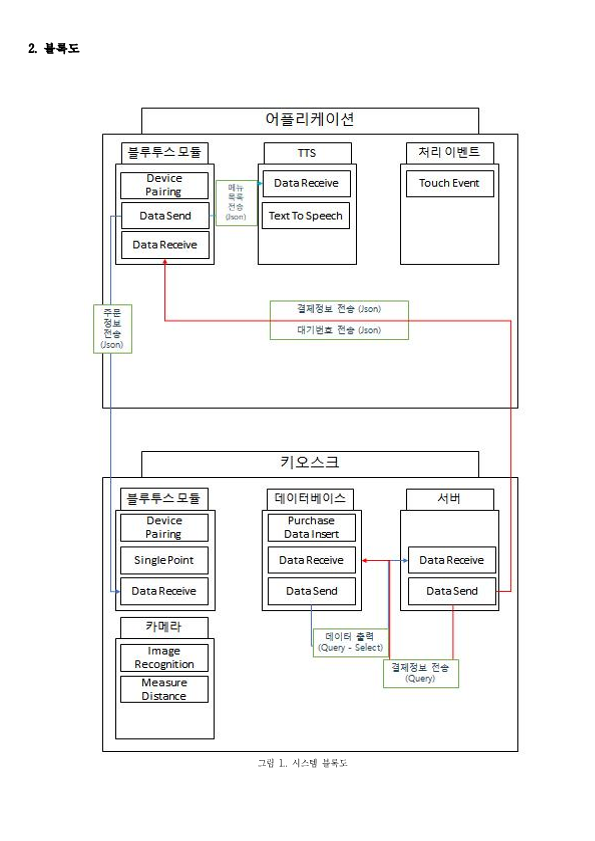 2. 블록도
어플리케이션
블루투스 모듈
Device
Pairing
Data Send
Data Receive
메뉴
목록
전송
(Json)
TTS
Data Receive
Text To Speech
처리 이벤트
Touch Event
주문
정보
전송
(Json)
결제정보 전송 (Json)
대기번호 전송 (Json)
키오스크
블루투스 모듈
Device
Pairing
Single Point
Data Receive
데이터베이스
Purchase
Data Insert
Data Receive
Data Send
서버
Data Receive
Data Send
카메라
Image
Recognition
Measure
Distance
데이터 출력
(Query - Select)
결제정보 전송
(Query)
그림 1.. 시스템 블록도